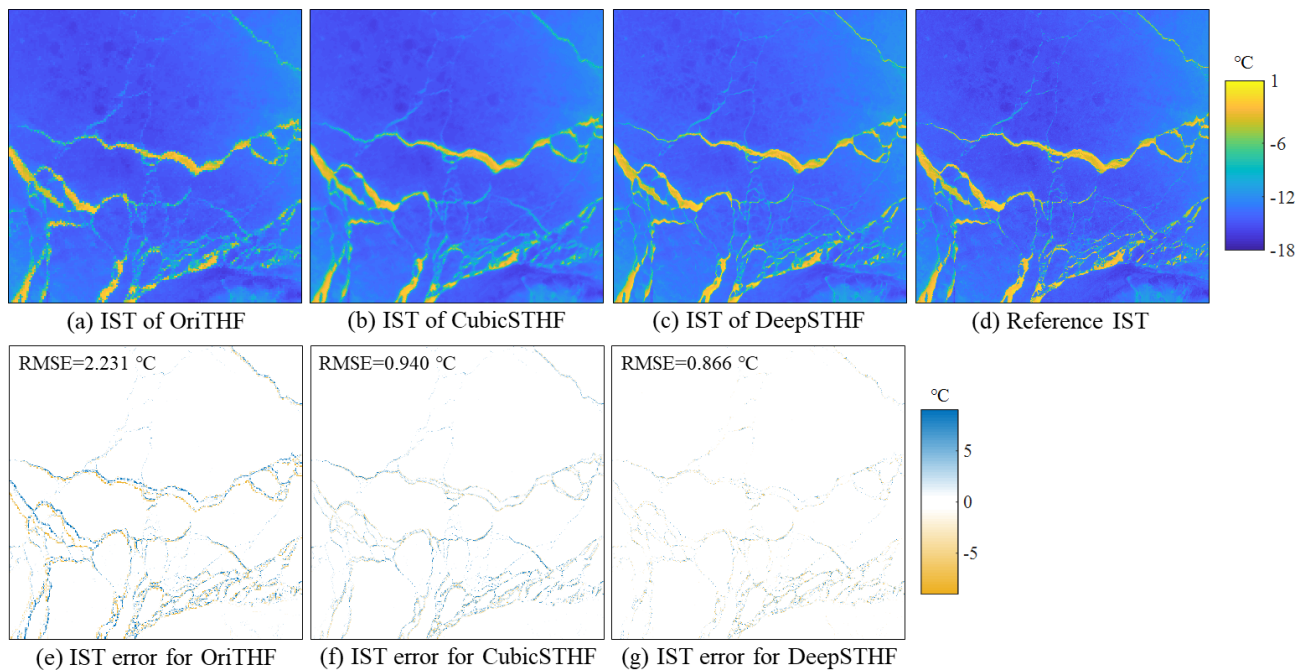 °C
1
-6
-12
-18
(a) IST of OriTHF
(b) IST of CubicSTHF
(c) IST of DeepSTHF
(d) Reference IST
RMSE=2.231 °C
RMSE=0.940 °C
RMSE=0.866 °C
°C
5
0
-5
(e) IST error for OriTHF
(f) IST error for CubicSTHF
(g) IST error for DeepSTHF